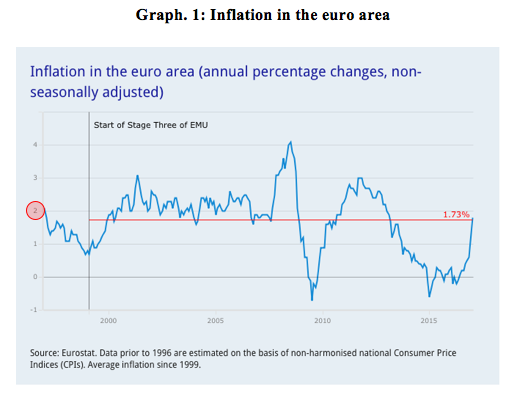 Graph. 1: Inflation in the euro area
Inflation in the euro area (annual percentage changes, non-
seasonally adjusted)
Start of Stage Three of EMU
4
3
2
1.73%
1
0
-1
2000 2005 2010 2015
Source: Eurostat. Data prior to 1996 are estimated on the basis of non-harmonised national Consumer Price
Indices (CPIs). Average inflation since 1999.